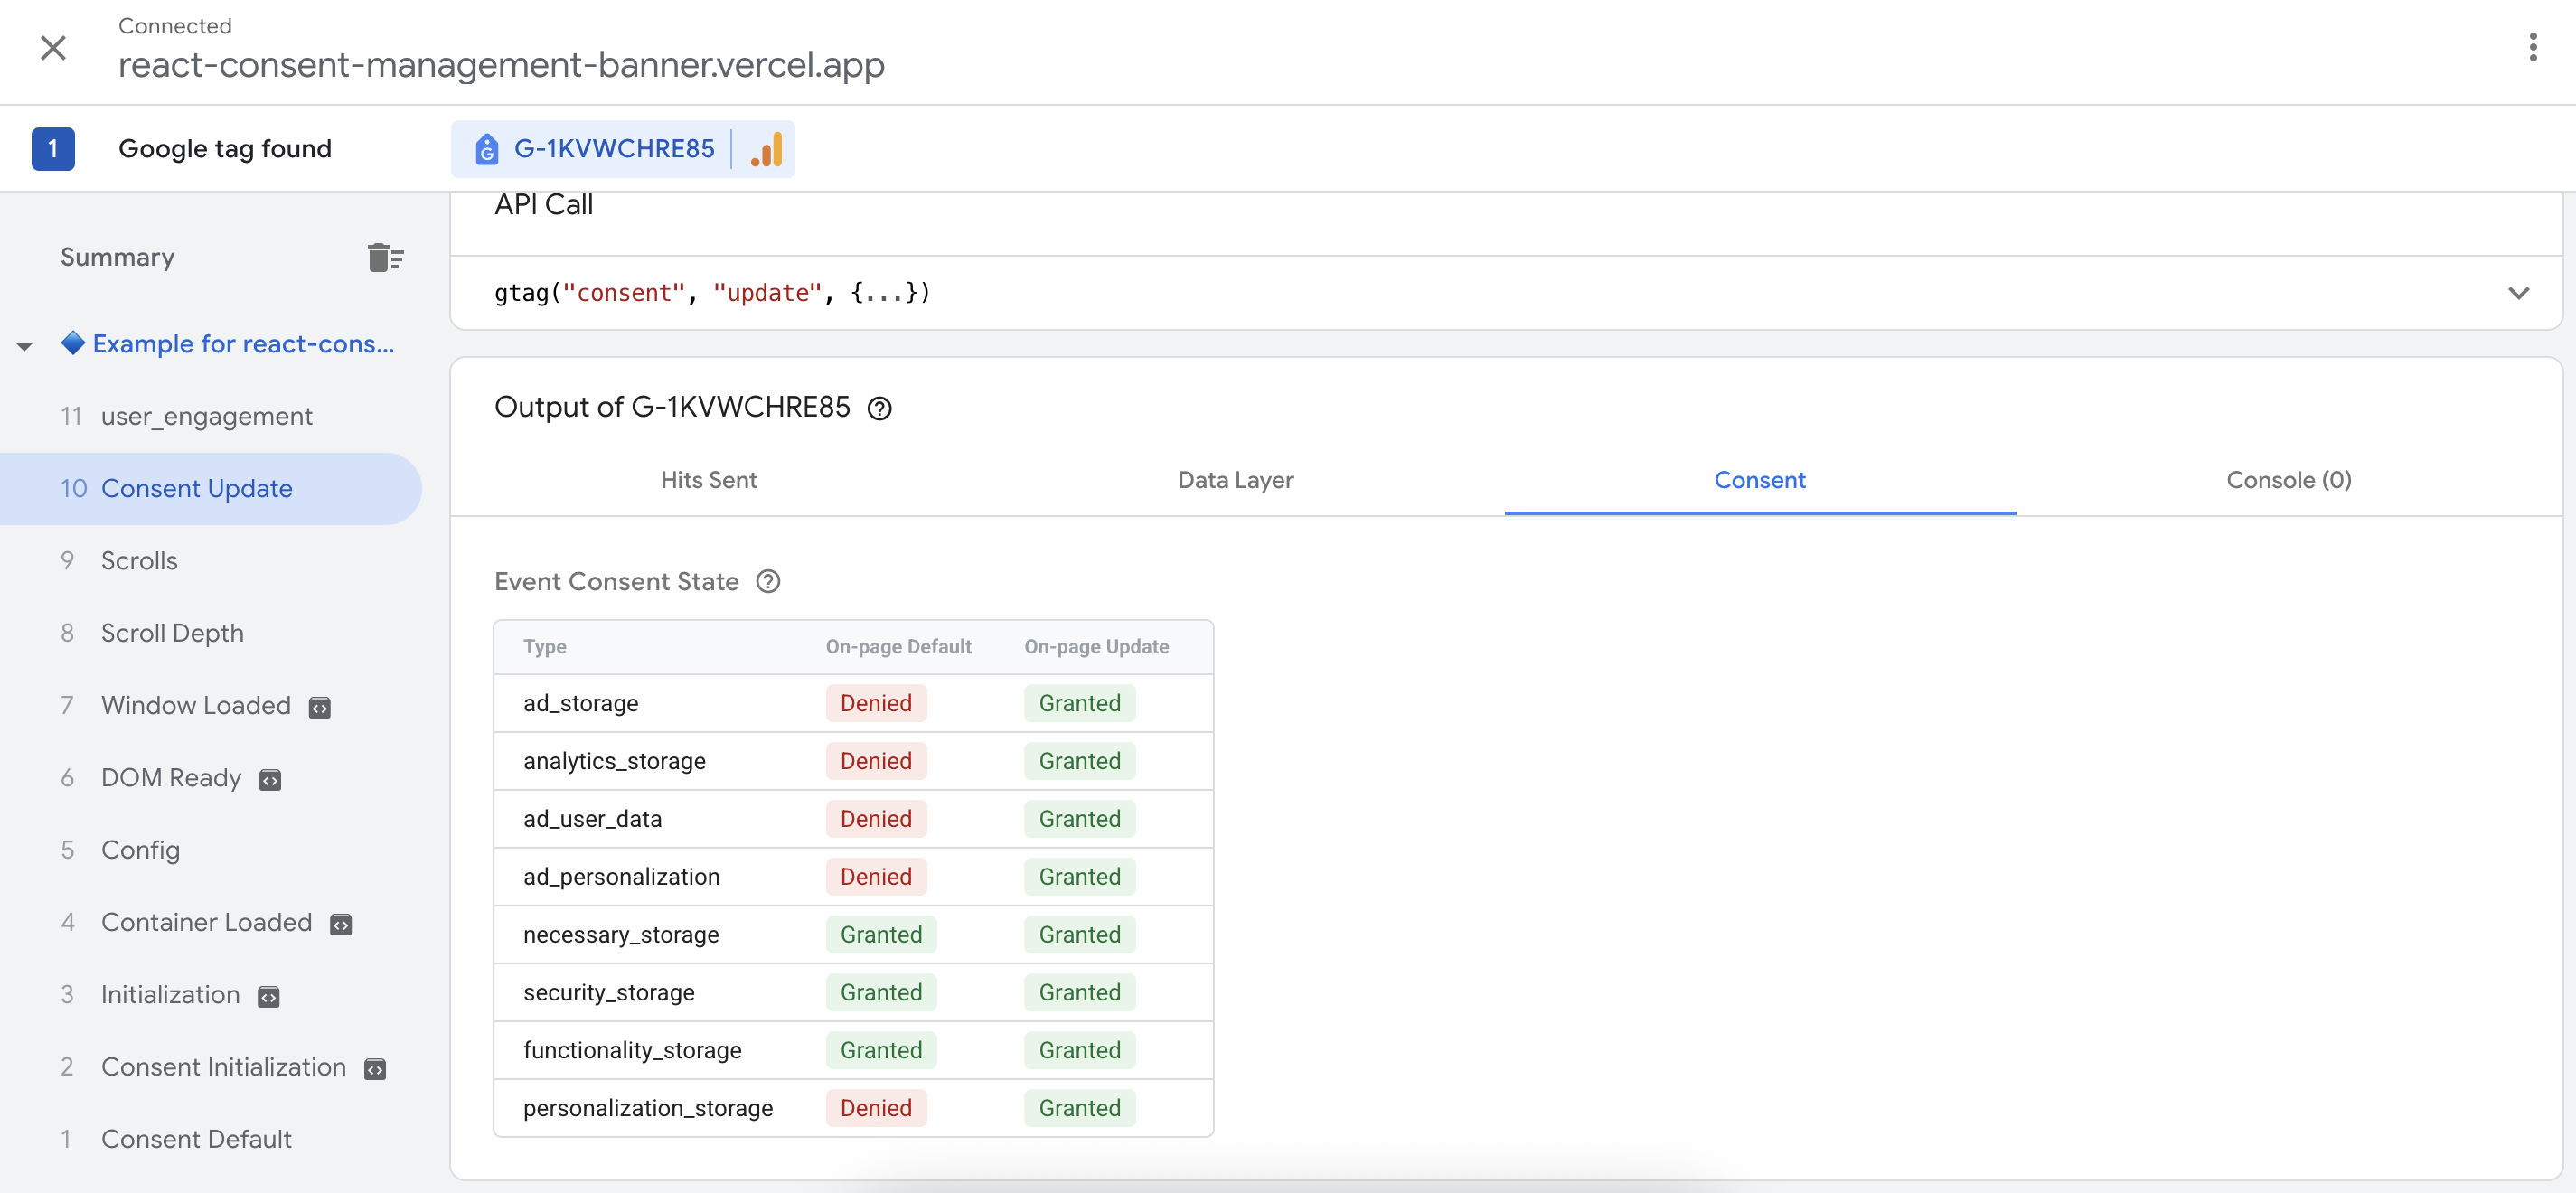 Connected
react-consent-management-banner.vercel.app
1 Google tag found G-1KVWCHRE85
Summary
Example for react-cons...
11 user_engagement
10 Consent Update
9 Scrolls
8 Scroll Depth
7 Window Loaded
6 DOM Ready
5 Config
4 Container Loaded
3 Initialization
2 Consent Initialization
1 Consent Default
API Call
gtag("consent", "update", {...})
Output of G-1KVWCHRE85
Hits Sent Data Layer Consent Console (0)
Event Consent State
Type On-page Default On-page Update
ad_storage Denied Granted
analytics_storage Denied Granted
ad_user_data Denied Granted
ad_personalization Denied Granted
necessary_storage Granted Granted
security_storage Granted Granted
functionality_storage Granted Granted
personalization_storage Denied Granted